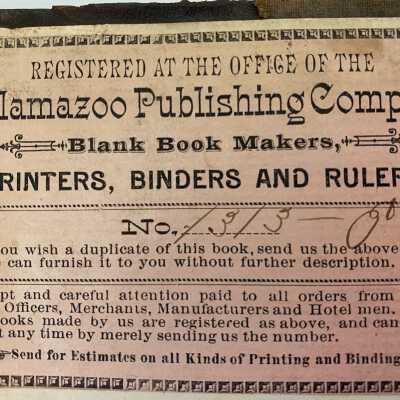 REGISTERED AT THE OFFICE OF THE
lamazoo Publishing Comp
Blank Book Makers,
RINTERS, BINDERS AND RULER
No. 1313
ou wish a duplicate of this book, send us the above
can furnish it to you without further description.
pt and careful attention paid to all orders from
Officers, Merchants, Manufacturers and Hotel men.
ooks made by us are registered as above, and can
t any time by merely sending us the number.
Send for Estimates on all Kinds of Printing and Binding